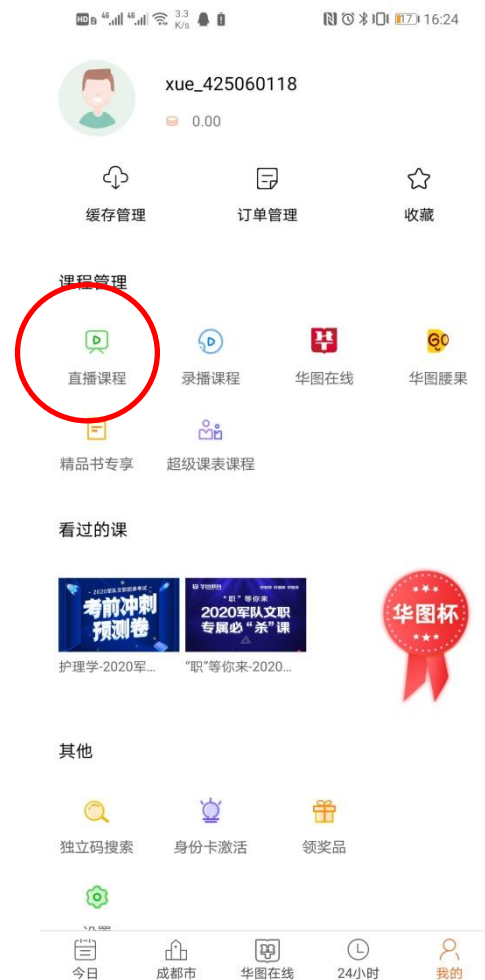 HD B 46 46 3.3 K/s 17 16:24
xue_425060118
0.00
缓存管理 订单管理 收藏
课程管理
直播课程 录播课程 华图在线 华图腰果
精品书专享 超级课表课程
看过的课
考前冲刺
预测卷
"职"等你来
2020军队文职
专属必“杀”课
华图杯
护理学-2020军... “职”等你来-2020...
其他
独立码搜索 身份卡激活 领奖品
今日 成都市 华图在线 24小时 我的